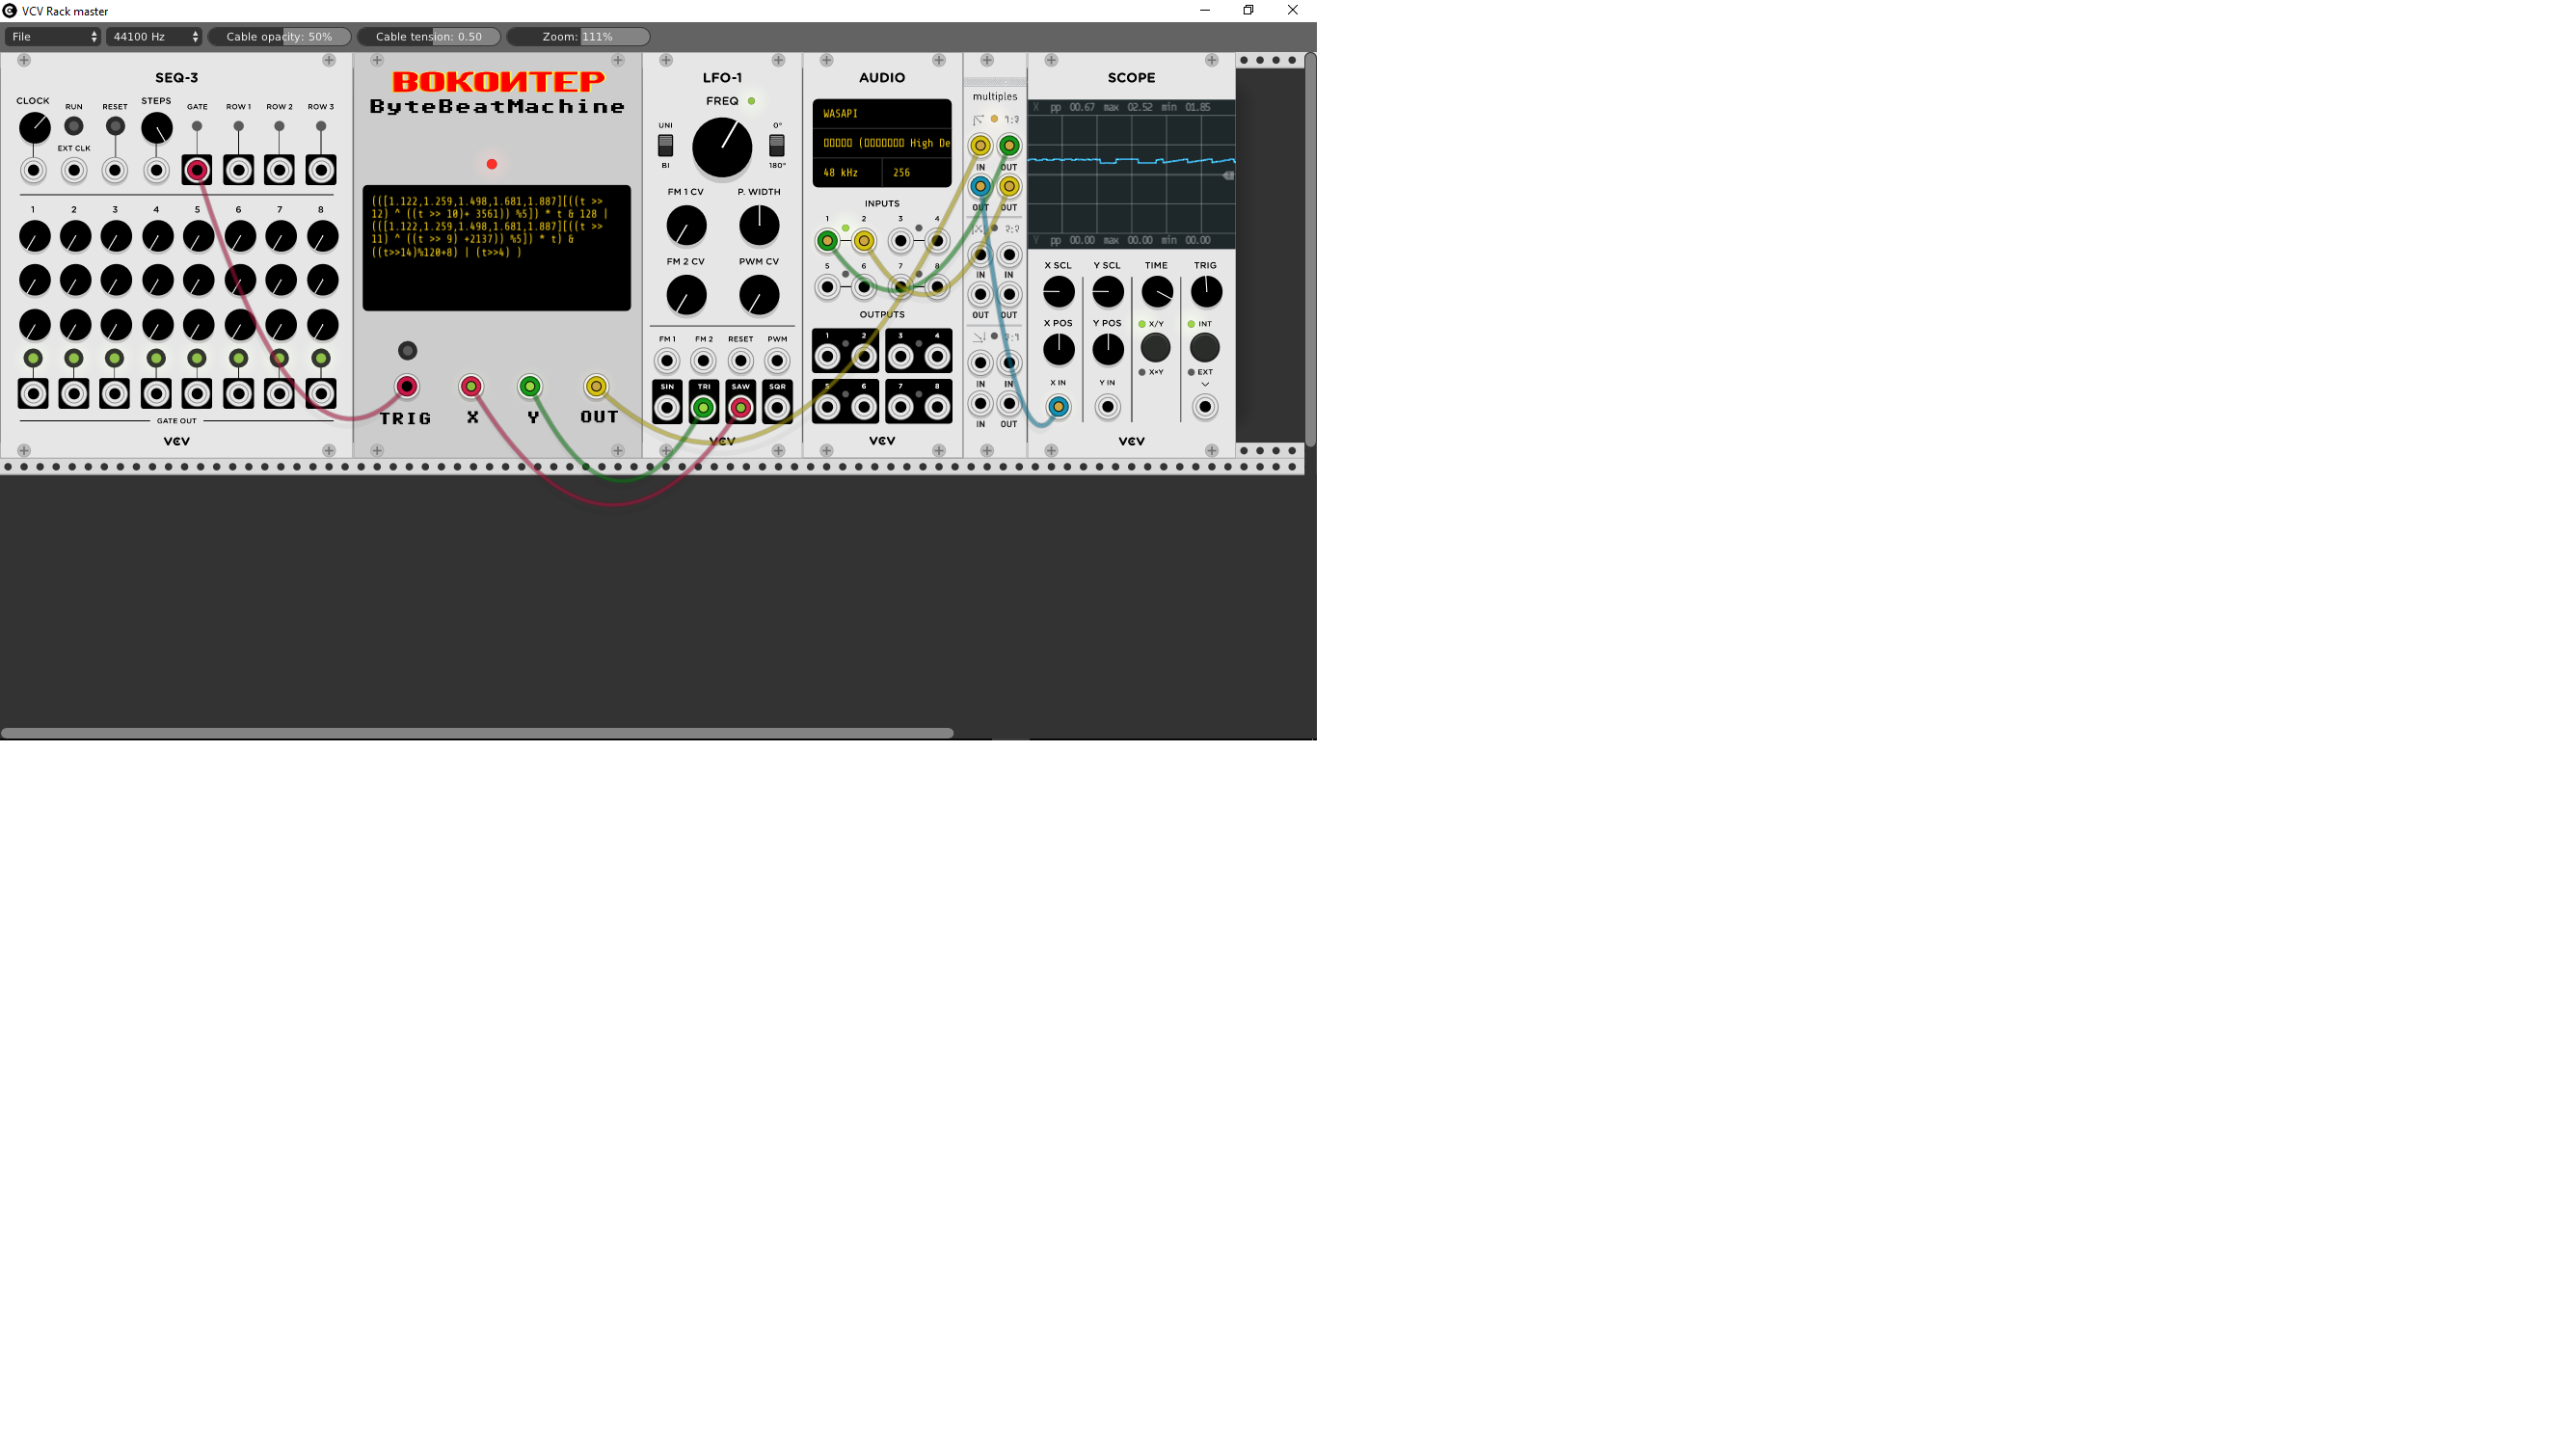 VCV Rack master
File 44100 Hz Cable opacity: 50% Cable tension: 0.50 Zoom: 111%
SEQ-3
CLOCK RUN RESET STEPS GATE ROW 1 ROW 2 ROW 3
EXT CLK
1 2 3 4 5 6 7 8
GATE OUT
VCV
ВОКОИТЕР
ByteBeatMachine
(([1.122,1.259,1.498,1.681,1.887][((t >>
12) ^ ((t >> 10)+ 3561)) %5]) * t & 128 |
(([1.122,1.259,1.498,1.681,1.887][((t >>
11) ^ ((t >> 9) +2137)) %5]) * t) &
((t>>14)%120+8) | (t>>4) )
TRIG X Y OUT
LFO-1
FREQ
UNI 0°
BI 180°
FM 1 CV P. WIDTH
FM 2 CV PWM CV
FM 1 FM 2 RESET PWM
SIN TRI SAW SQR
VCV
AUDIO
WASAPI
( High De
48 kHz 256
INPUTS
1 2 3 4
5 6 7 8
OUTPUTS
1 2 3 4
5 6 7 8
VCV
multiples
1:3
IN OUT
OUT OUT
2:2
IN IN
OUT OUT
IN IN
IN OUT
SCOPE
X pp 00.67 max 02.52 min 01.85
Y pp 00.00 max 00.00 min 00.00
X SCL Y SCL TIME TRIG
X POS Y POS X/Y INT
X×Y EXT
X IN Y IN
VCV